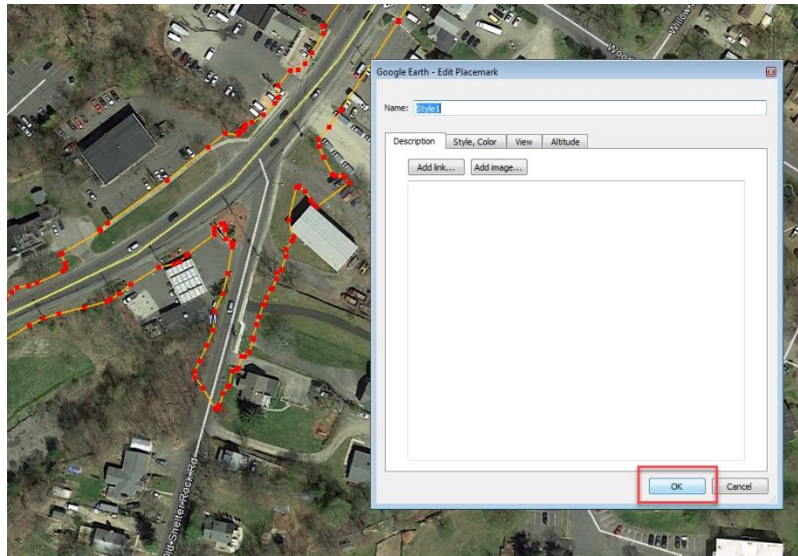 Google Earth - Edit Placemark
Name: Style1
Description
Style, Color
View
Altitude
Add link...
Add image...
OK
Cancel
Shelter Rock Rd